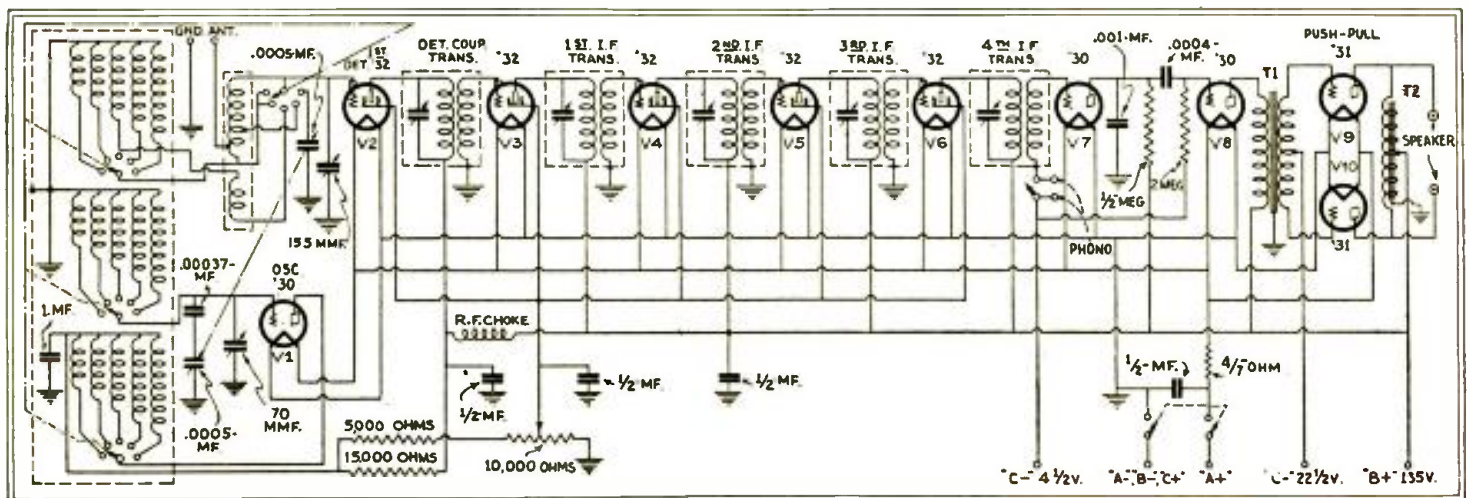 GND. ANT.
.0005-MF.
1ST
DET. '32
DET. COUP.
TRANS.
'32
1ST. I.F.
TRANS.
'32
2ND. I.F.
TRANS
'32
3RD. I.F.
TRANS.
'32
4TH I.F.
TRANS
'30
.001-MF.
.0004-
MF.
'30
T1
PUSH-PULL
'31
T2
V2
V3
V4
V5
V6
V7
V8
V9
V10
SPEAKER
'31
155 MMF.
½-MEG
2 MEG
PHONO
.00037-
MF
OSC
'30
1. MF.
V1
R.F. CHOKE
½-MF.
½-MF.
½-MF.
½-MF.
4/7-OHM
.0005-
MF
70
MMF.
5,000 OHMS
15,000 OHMS
10,000 OHMS
"C-" 4½V.
"A-", B-, C+"
"A+"
"C-" 22½V.
"B+" 135V.